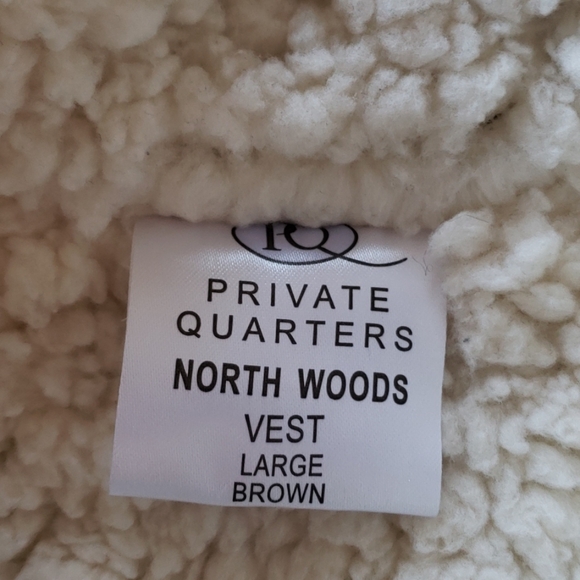 PQ
PRIVATE
QUARTERS
NORTH WOODS
VEST
LARGE
BROWN